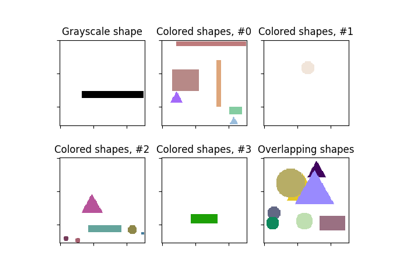 Grayscale shape
Colored shapes, #0
Colored shapes, #1
Colored shapes, #2
Colored shapes, #3
Overlapping shapes